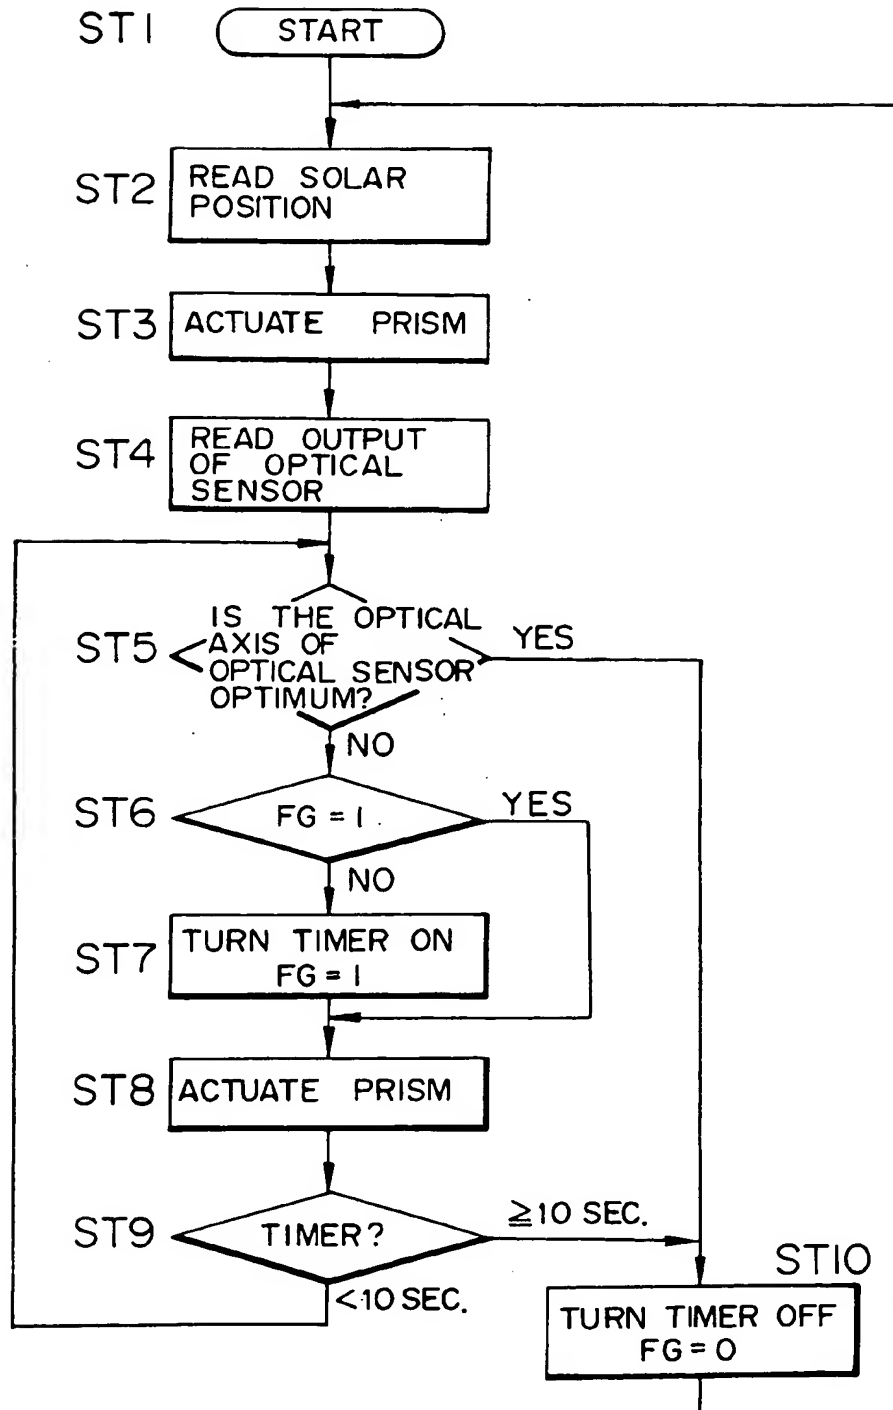 ST1
START
ST2
READ SOLAR
POSITION
ST3
ACTUATE PRISM
ST4
READ OUTPUT
OF OPTICAL
SENSOR
ST5
IS THE OPTICAL
AXIS OF
OPTICAL SENSOR
OPTIMUM?
YES
NO
ST6
FG = 1
YES
NO
ST7
TURN TIMER ON
FG = 1
ST8
ACTUATE PRISM
ST9
TIMER?
≧10 SEC.
<10 SEC.
ST10
TURN TIMER OFF
FG = 0